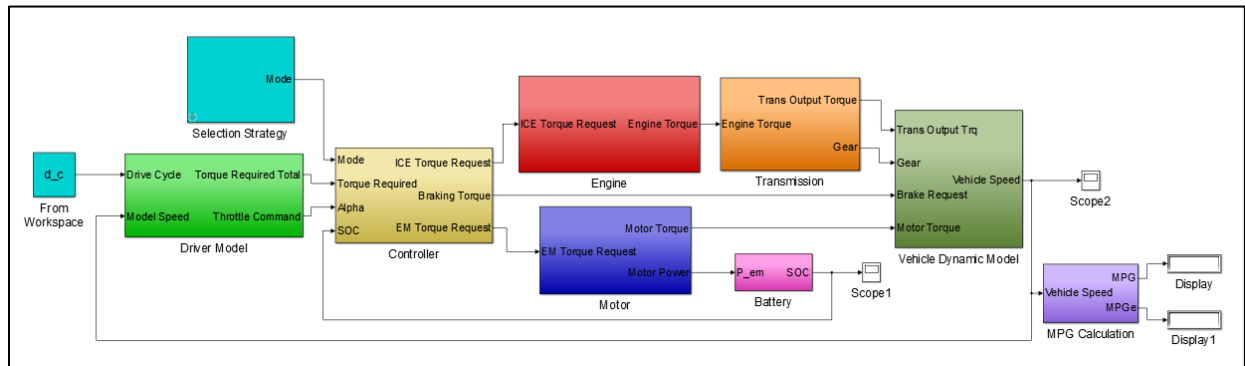 Mode
Selection Strategy
d_c
From
Workspace
Drive Cycle
Torque Required Total
Model Speed
Throttle Command
Driver Model
Mode
ICE Torque Request
Torque Required
Braking Torque
Alpha
EM Torque Request
SOC
Controller
ICE Torque Request
Engine Torque
Engine
Trans Output Torque
Engine Torque
Gear
Transmission
EM Torque Request
Motor Torque
Motor Power
Motor
P_em
SOC
Battery
Scope1
Trans Output Trq
Gear
Vehicle Speed
Brake Request
Motor Torque
Vehicle Dynamic Model
Scope2
MPG
Vehicle Speed
MPGe
MPG Calculation
Display
Display1